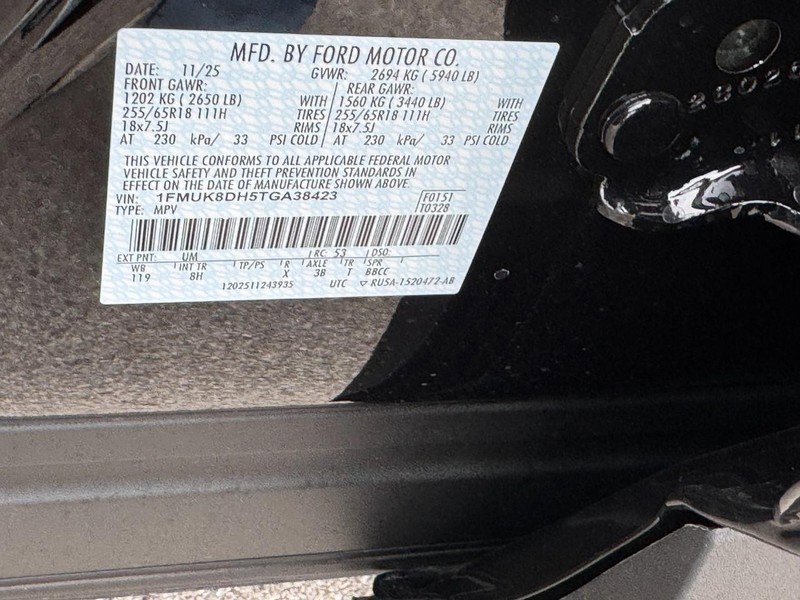 MFD. BY FORD MOTOR CO.
DATE: 11/25 GVWR: 2694 KG ( 5940 LB)
FRONT GAWR: REAR GAWR:
1202 KG ( 2650 LB) WITH 1560 KG ( 3440 LB) WITH
255/65R18 111H TIRES 255/65R18 111H TIRES
18x7.5J RIMS 18x7.5J RIMS
AT 230 kPa/ 33 PSI COLD AT 230 kPa/ 33 PSI COLD
THIS VEHICLE CONFORMS TO ALL APPLICABLE FEDERAL MOTOR
VEHICLE SAFETY AND THEFT PREVENTION STANDARDS IN
EFFECT ON THE DATE OF MANUFACTURE SHOWN ABOVE.
VIN: 1FMUK8DH5TGA38423 F0151
TYPE: MPV T0328
EXT PNT: UM RC: 53 DSO:
WB INT TR TP/PS R AXLE TR SPR
119 8H X 3B T BBCC
1202511243935 UTC ▽ RU5A-1520472-AB